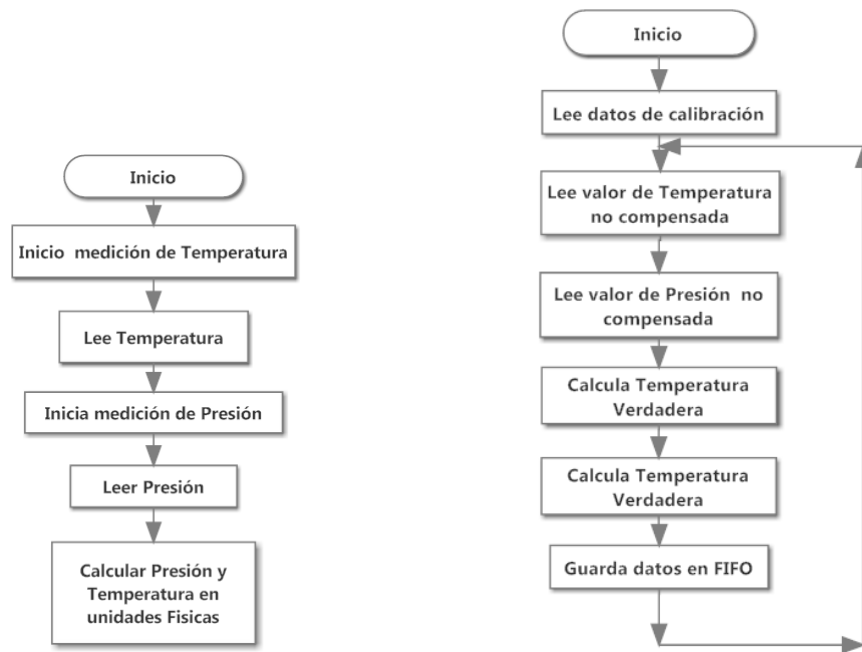 Inicio
Inicio medición de Temperatura
Lee Temperatura
Inicia medición de Presión
Leer Presión
Calcular Presión y
Temperatura en
unidades Fisicas
Inicio
Lee datos de calibración
Lee valor de Temperatura
no compensada
Lee valor de Presión no
compensada
Calcula Temperatura
Verdadera
Calcula Temperatura
Verdadera
Guarda datos en FIFO